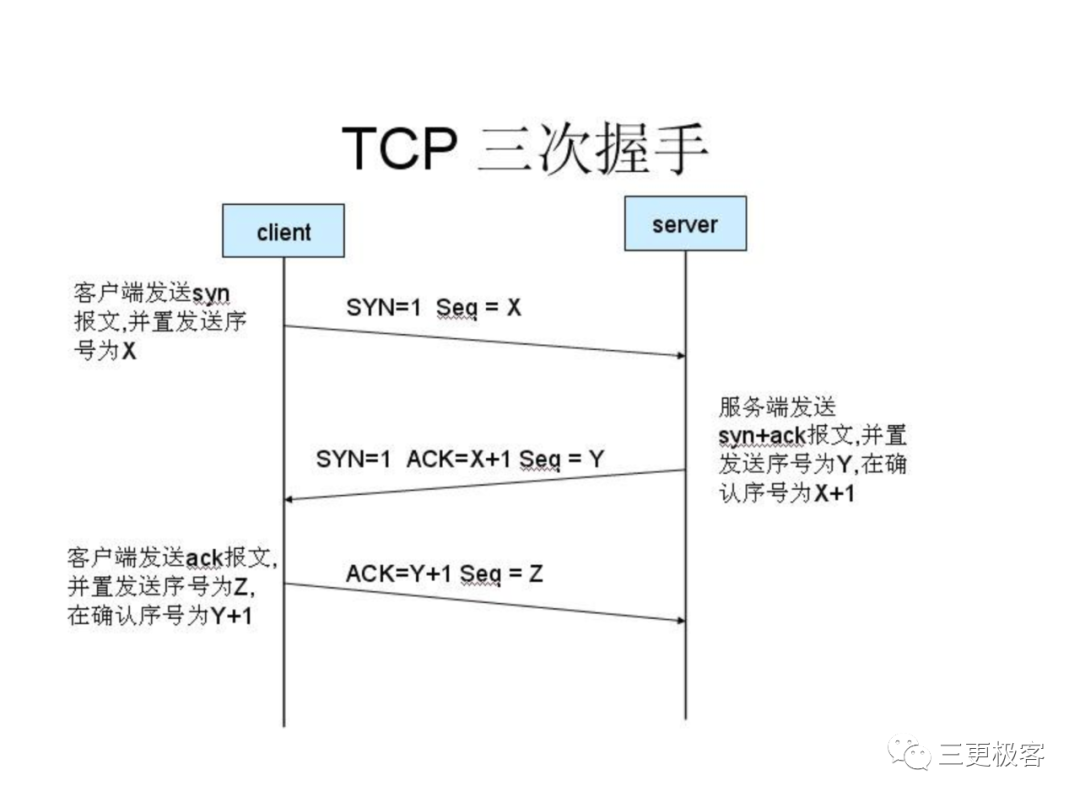 TCP 三次握手
client
server
客户端发送syn
报文,并置发送序
号为X
SYN=1 Seq = X
服务端发送
syn+ack报文,并置
发送序号为Y,在确
认序号为X+1
SYN=1 ACK=X+1 Seq = Y
客户端发送ack报文,
并置发送序号为Z,
在确认序号为Y+1
ACK=Y+1 Seq = Z
三更极客